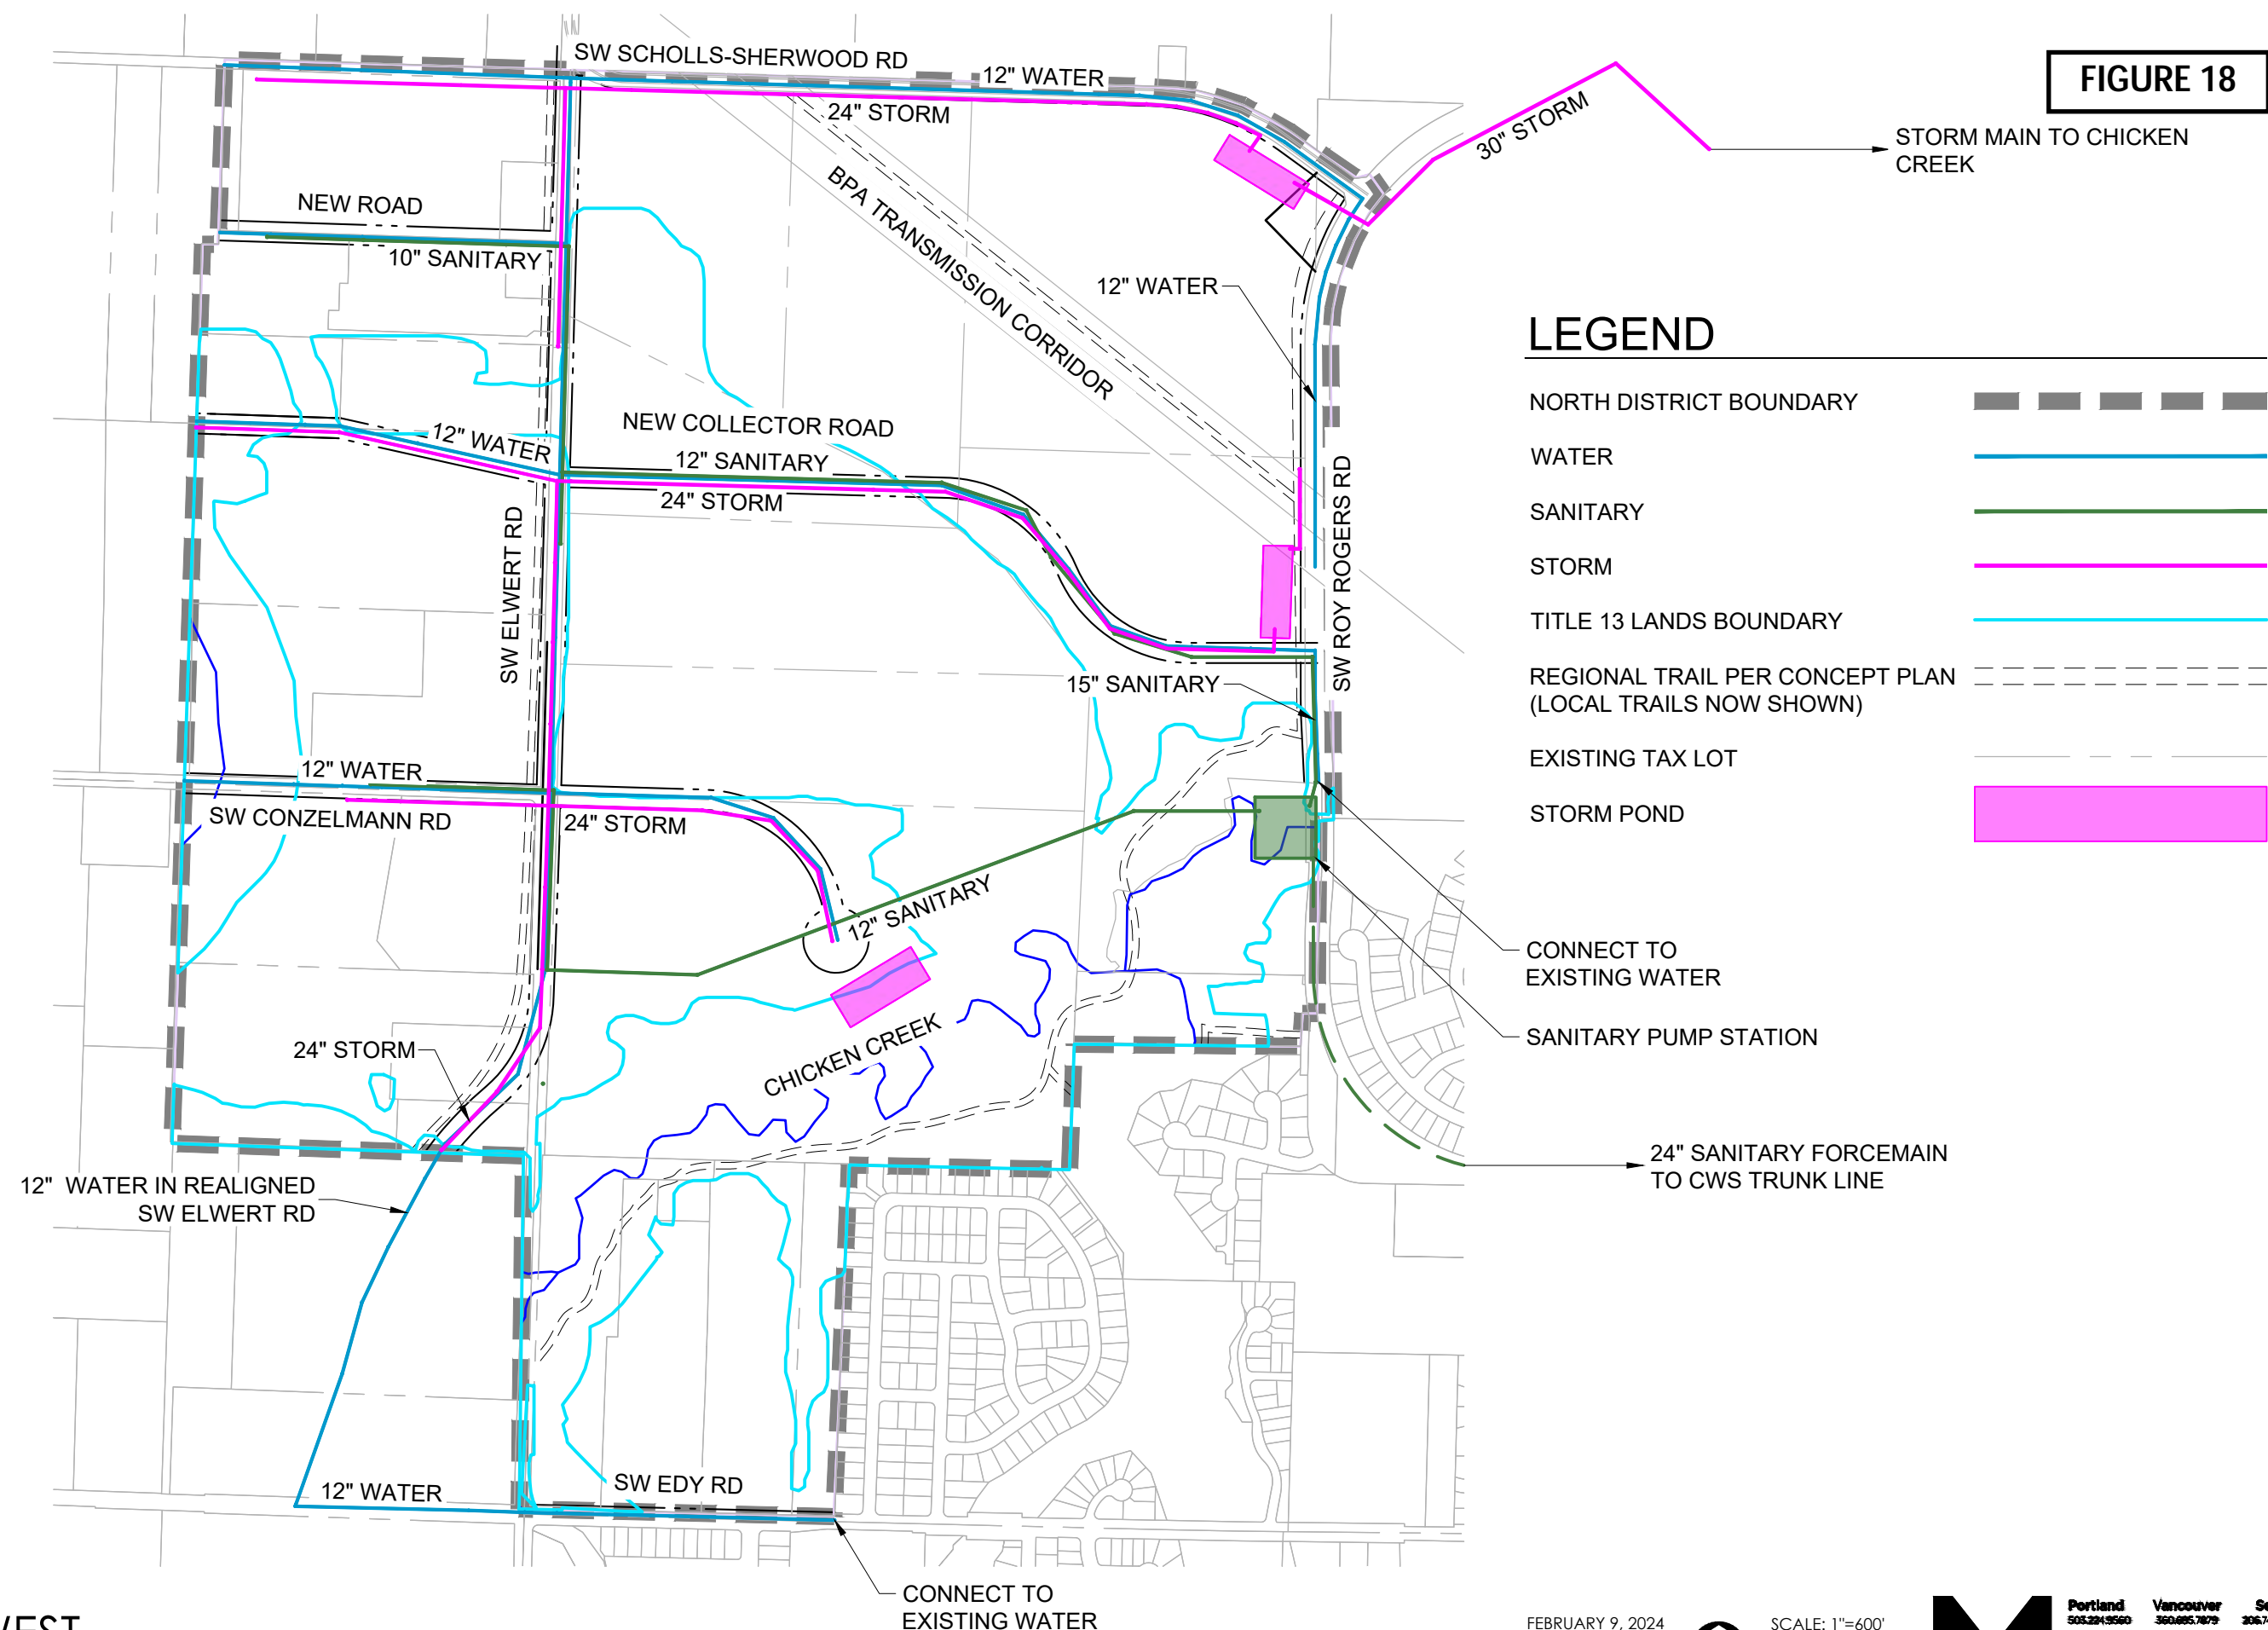 FIGURE 18
SW SCHOLLS-SHERWOOD RD
12" WATER
24" STORM
30" STORM
STORM MAIN TO CHICKEN
CREEK
NEW ROAD
10" SANITARY
BPA TRANSMISSION CORRIDOR
12" WATER
12" WATER
NEW COLLECTOR ROAD
12" SANITARY
24" STORM
SW ELWERT RD
SW ROY ROGERS RD
15" SANITARY
12" WATER
SW CONZELMANN RD
24" STORM
12" SANITARY
CHICKEN CREEK
24" STORM
12" WATER IN REALIGNED
SW ELWERT RD
12" WATER
SW EDY RD
CONNECT TO
EXISTING WATER
LEGEND
NORTH DISTRICT BOUNDARY
WATER
SANITARY
STORM
TITLE 13 LANDS BOUNDARY
REGIONAL TRAIL PER CONCEPT PLAN
(LOCAL TRAILS NOW SHOWN)
EXISTING TAX LOT
STORM POND
CONNECT TO
EXISTING WATER
SANITARY PUMP STATION
24" SANITARY FORCEMAIN
TO CWS TRUNK LINE
FEBRUARY 9, 2024
SCALE: 1"=600'
Portland Vancouver
503.224.9560 360.695.7879